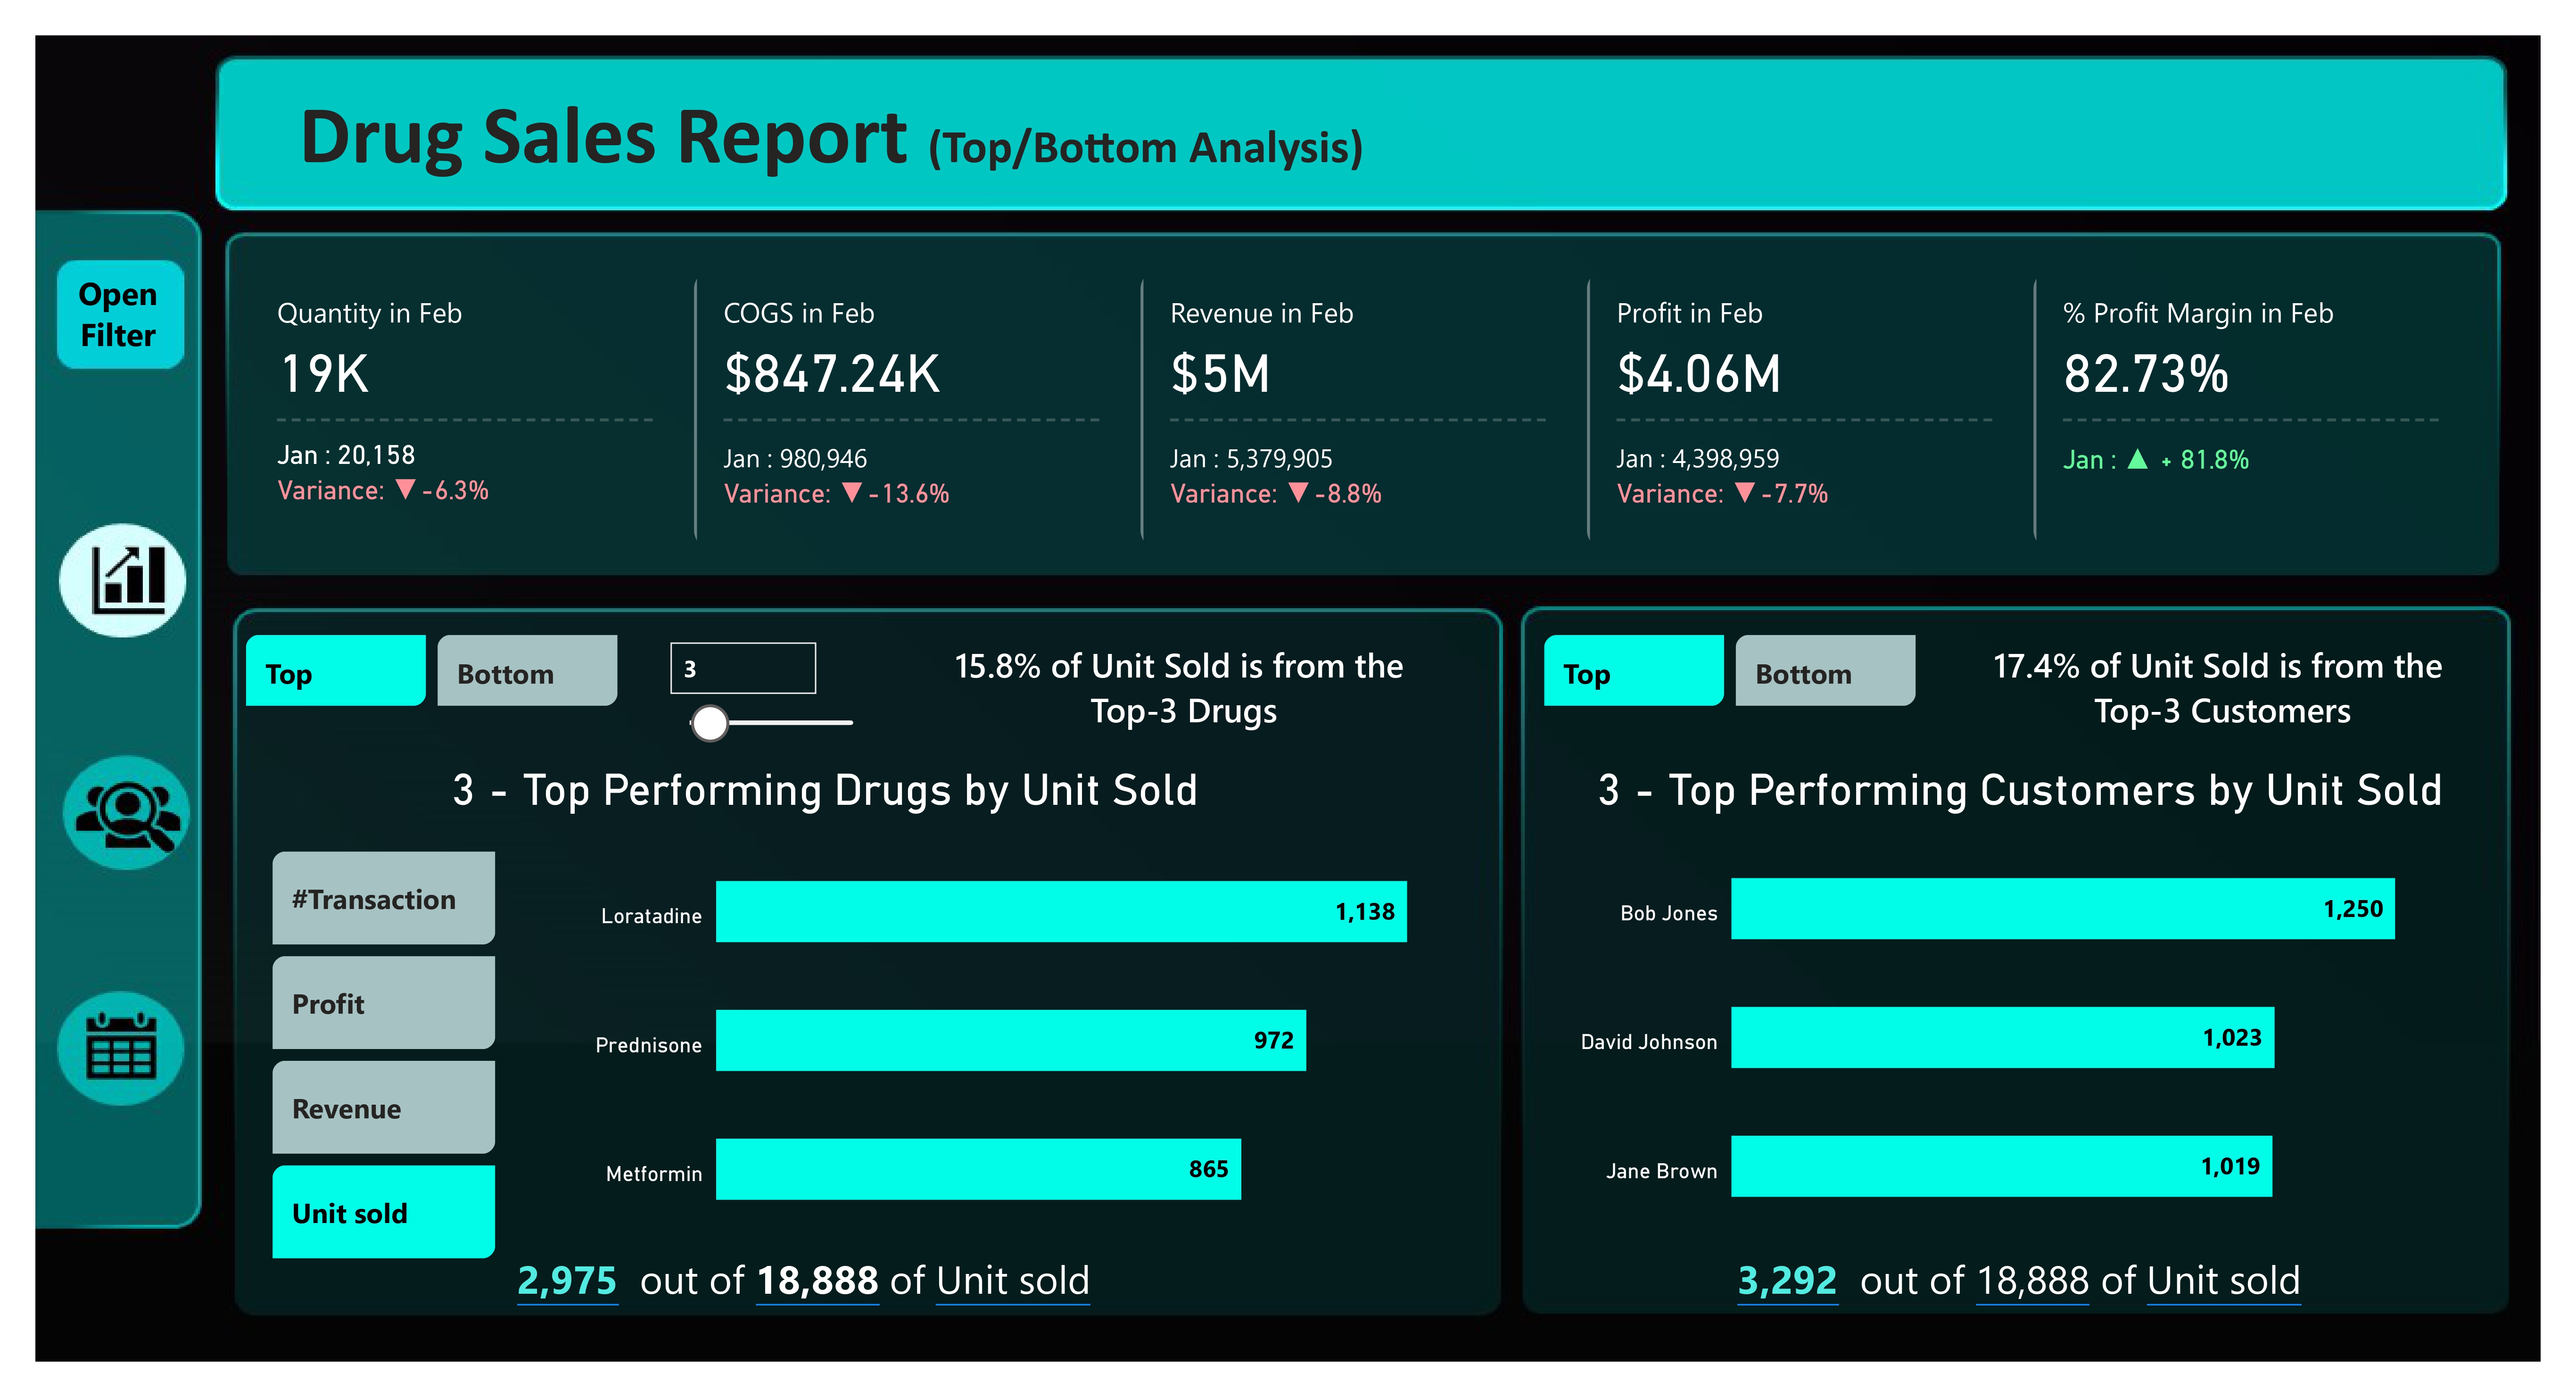 Drug Sales Report (Top/Bottom Analysis)
Open
Filter
Quantity in Feb
19K
Jan : 20,158
Variance: ▼ -6.3%
COGS in Feb
$847.24K
Jan : 980,946
Variance: ▼ -13.6%
Revenue in Feb
$5M
Jan : 5,379,905
Variance: ▼ -8.8%
Profit in Feb
$4.06M
Jan : 4,398,959
Variance: ▼ -7.7%
% Profit Margin in Feb
82.73%
Jan : ▲ + 81.8%
Top
Bottom
3
15.8% of Unit Sold is from the
Top-3 Drugs
3 - Top Performing Drugs by Unit Sold
#Transaction
Profit
Revenue
Unit sold
Loratadine 1,138
Prednisone 972
Metformin 865
2,975 out of 18,888 of Unit sold
Top
Bottom
17.4% of Unit Sold is from the
Top-3 Customers
3 - Top Performing Customers by Unit Sold
Bob Jones 1,250
David Johnson 1,023
Jane Brown 1,019
3,292 out of 18,888 of Unit sold